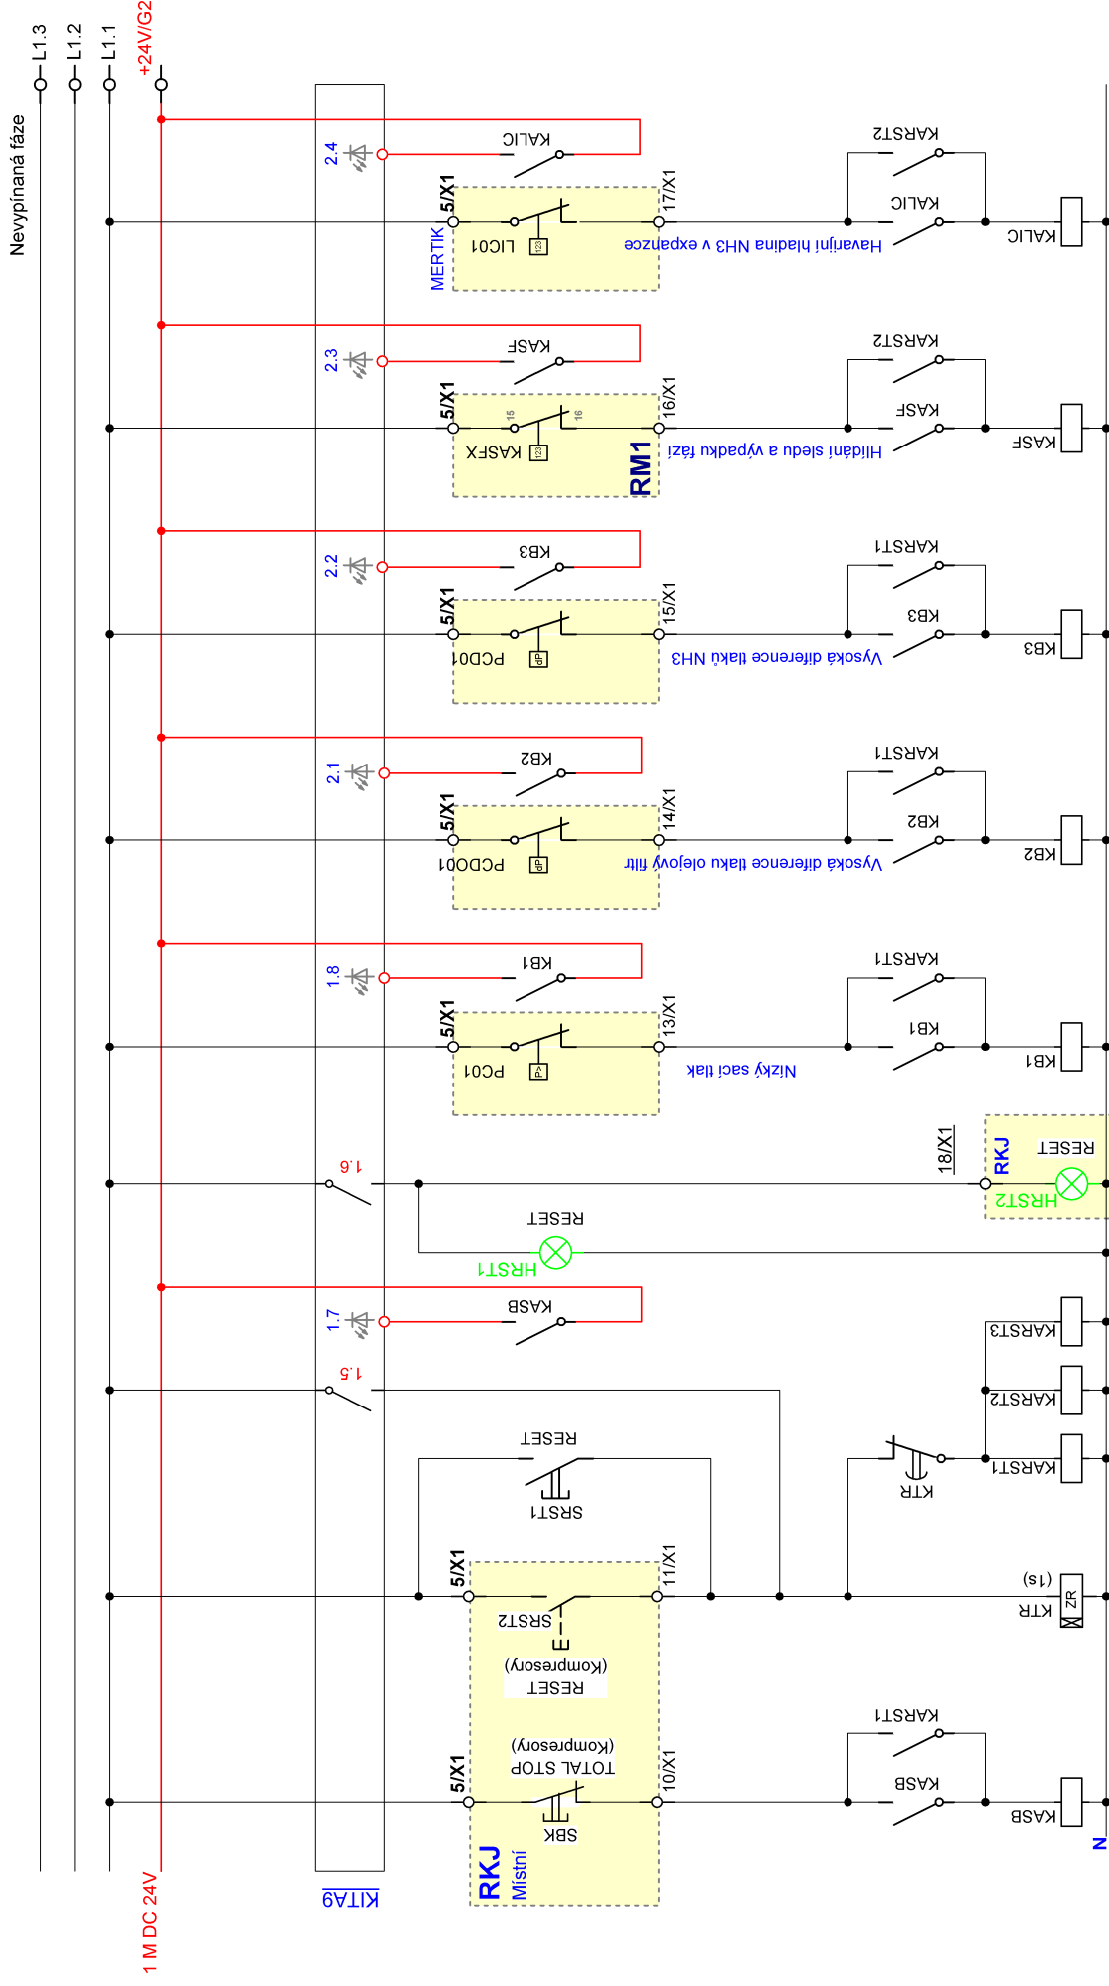 Nevypínaná fáze
L1.3
L1.2
L1.1
+24V/G2
1 M DC 24V
KITA9
2.4
KALIC
5/X1
MERTIK
LIC01
123
17/X1
Havarijní hladina NH3 v expanzce
KARST2
KALIC
KALIC
2.3
KASF
5/X1
KASFX
15
16
123
RM1
16/X1
Hlídání sledu a výpadku fází
KARST2
KASF
KASF
2.2
KB3
5/X1
PCD01
dP
15/X1
Vysoká diference tlaků NH3
KARST1
KB3
KB3
2.1
KB2
5/X1
PCDO01
dP
14/X1
Vysoká diference tlaku olejový filtr
KARST1
KB2
KB2
1.8
KB1
5/X1
PC01
P>
13/X1
Nízký sací tlak
KARST1
KB1
KB1
1.6
18/X1
RKJ
RESET
HRST2
RESET
HRST1
1.7
KASB
1.5
KARST3
KARST2
KARST1
KTR
RESET
SRST1
5/X1
SRST2
RESET
(Kompresory)
11/X1
KTR
(1s)
ZR
5/X1
TOTAL STOP
(Kompresory)
SBK
10/X1
RKJ
Místní
KARST1
KASB
KASB
N